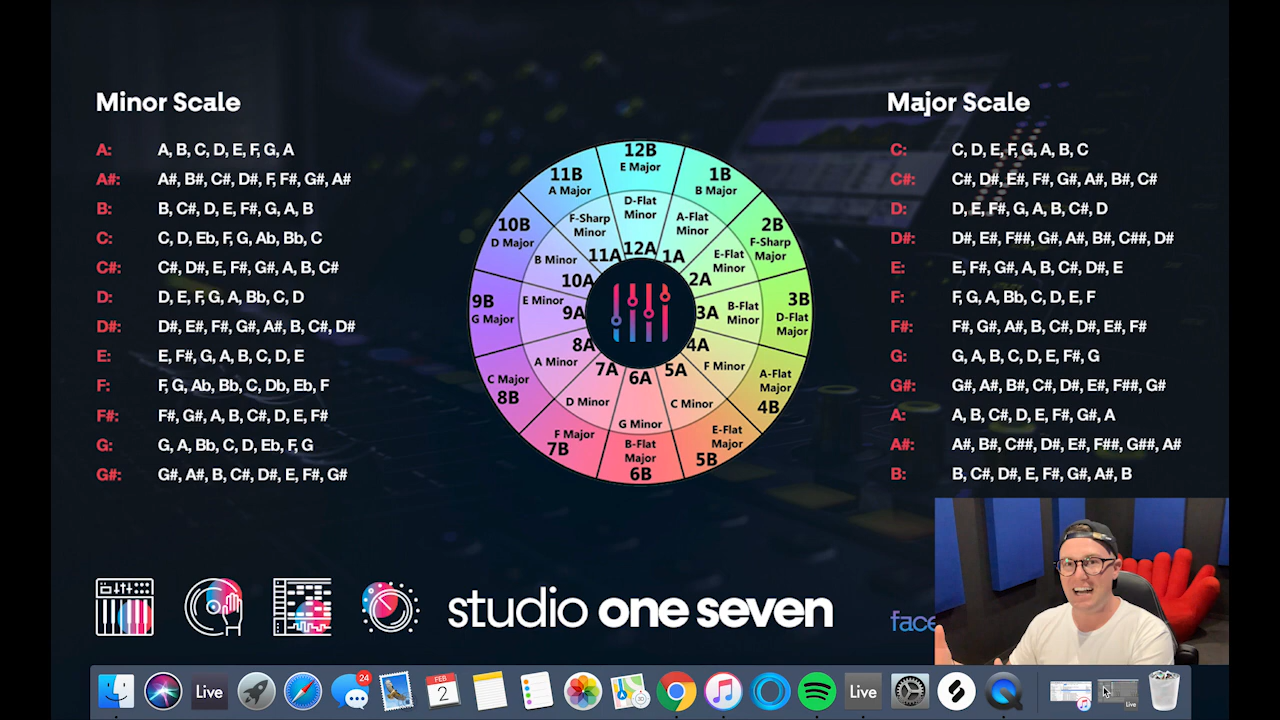 Minor Scale
A: A, B, C, D, E, F, G, A
A#: A#, B#, C#, D#, F, F#, G#, A#
B: B, C#, D, E, F#, G, A, B
C: C, D, Eb, F, G, Ab, Bb, C
C#: C#, D#, E, F#, G#, A, B, C#
D: D, E, F, G, A, Bb, C, D
D#: D#, E#, F#, G#, A#, B, C#, D#
E: E, F#, G, A, B, C, D, E
F: F, G, Ab, Bb, C, Db, Eb, F
F#: F#, G#, A, B, C#, D, E, F#
G: G, A, Bb, C, D, Eb, F, G
G#: G#, A#, B, C#, D#, E, F#, G#
12B
E Major
1B
B Major
2B
F-Sharp
Major
3B
D-Flat
Major
A-Flat
Major
4B
E-Flat
Major
5B
B-Flat
Major
6B
F Major
7B
C Major
8B
9B
G Major
10B
D Major
11B
A Major
D-Flat
Minor
12A
A-Flat
Minor
1A
E-Flat
Minor
2A
B-Flat
Minor
3A
4A
F Minor
5A
C Minor
6A
G Minor
7A
D Minor
8A
A Minor
E Minor
9A
B Minor
10A
F-Sharp
Minor
11A
Major Scale
C: C, D, E, F, G, A, B, C
C#: C#, D#, E#, F#, G#, A#, B#, C#
D: D, E, F#, G, A, B, C#, D
D#: D#, E#, F##, G#, A#, B#, C##, D#
E: E, F#, G#, A, B, C#, D#, E
F: F, G, A, Bb, C, D, E, F
F#: F#, G#, A#, B, C#, D#, E#, F#
G: G, A, B, C, D, E, F#, G
G#: G#, A#, B#, C#, D#, E#, F##, G#
A: A, B, C#, D, E, F#, G#, A
A#: A#, B#, C##, D#, E#, F##, G##, A#
B: B, C#, D#, E, F#, G#, A#, B
studio one seven
face
Live
24
FEB
2
Live
Live